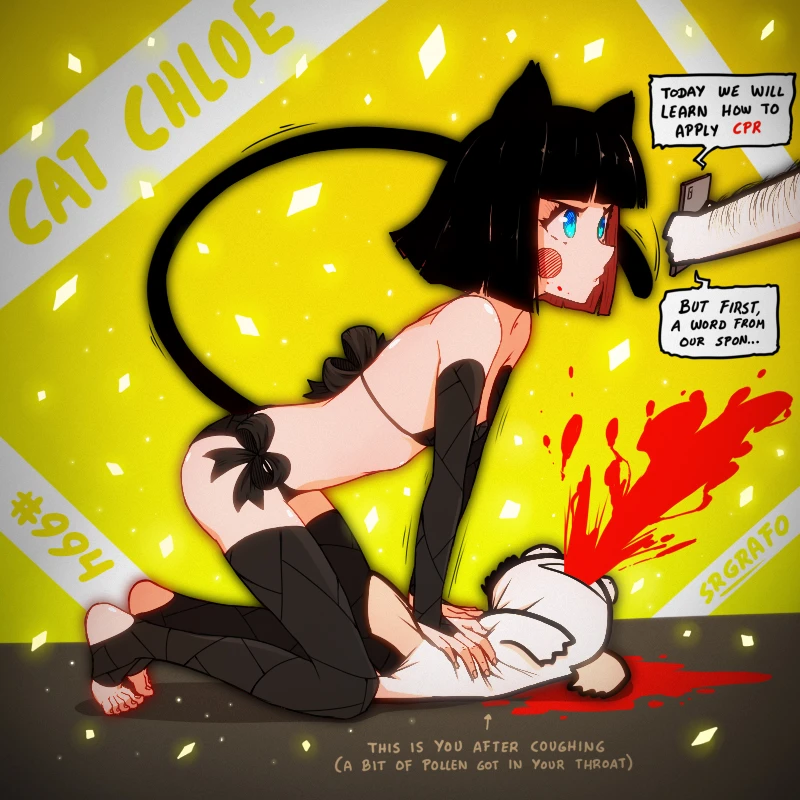 CAT CHLOE
TODAY WE WILL
LEARN HOW TO
APPLY CPR
BUT FIRST,
A WORD FROM
OUR SPON...
#994
SRGRAFO
THIS IS YOU AFTER COUGHING
(A BIT OF POLLEN GOT IN YOUR THROAT)